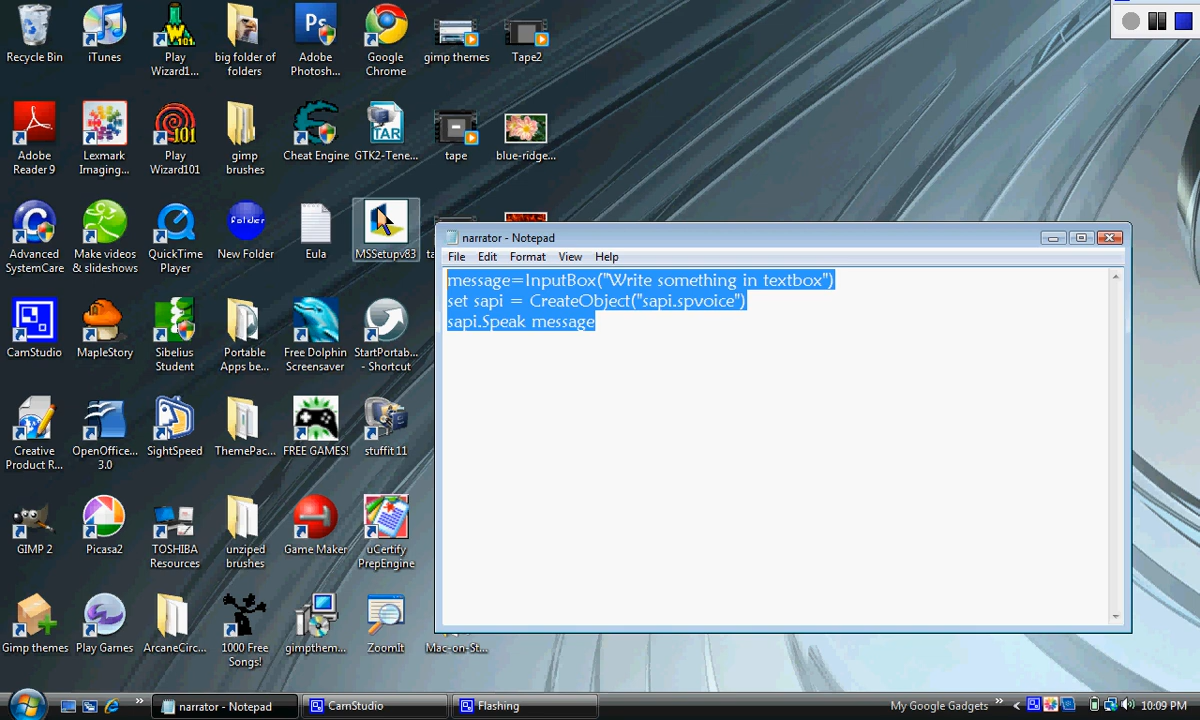 Recycle Bin
iTunes
Play
Wizard1...
big folder of
folders
Adobe
Photosh...
Google
Chrome
gimp themes
Tape2
Adobe
Reader 9
Lexmark
Imaging...
Play
Wizard101
gimp
brushes
Cheat Engine
GTK2-Tene...
tape
blue-ridge...
Advanced
SystemCare
Make videos
& slideshows
QuickTime
Player
New Folder
Eula
MSSetupv83
ta
CamStudio
MapleStory
Sibelius
Student
Portable
Apps be...
Free Dolphin
Screensaver
StartPortab...
- Shortcut
Creative
Product R...
OpenOffice...
3.0
SightSpeed
ThemePac...
FREE GAMES!
stuffit 11
GIMP 2
Picasa2
TOSHIBA
Resources
unziped
brushes
Game Maker
uCertify
PrepEngine
Gimp themes
Play Games
ArcaneCirc...
1000 Free
Songs!
gimpthem...
ZoomIt
Mac-on-St...
narrator - Notepad
File Edit Format View Help
message=InputBox("Write something in textbox")
set sapi = CreateObject("sapi.spvoice")
sapi.Speak message
narrator - Notepad
CamStudio
Flashing
My Google Gadgets
10:09 PM